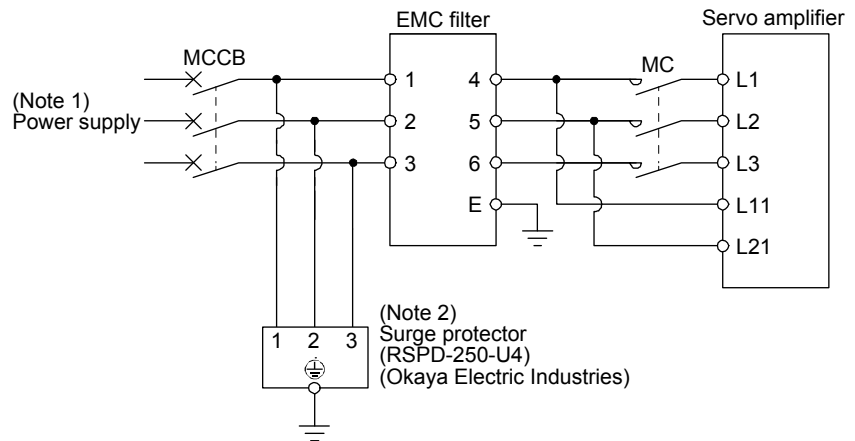 EMC filter
Servo amplifier
MCCB
MC
(Note 1)
Power supply
1
2
3
4
5
6
E
L1
L2
L3
L11
L21
1 2 3
(Note 2)
Surge protector
(RSPD-250-U4)
(Okaya Electric Industries)